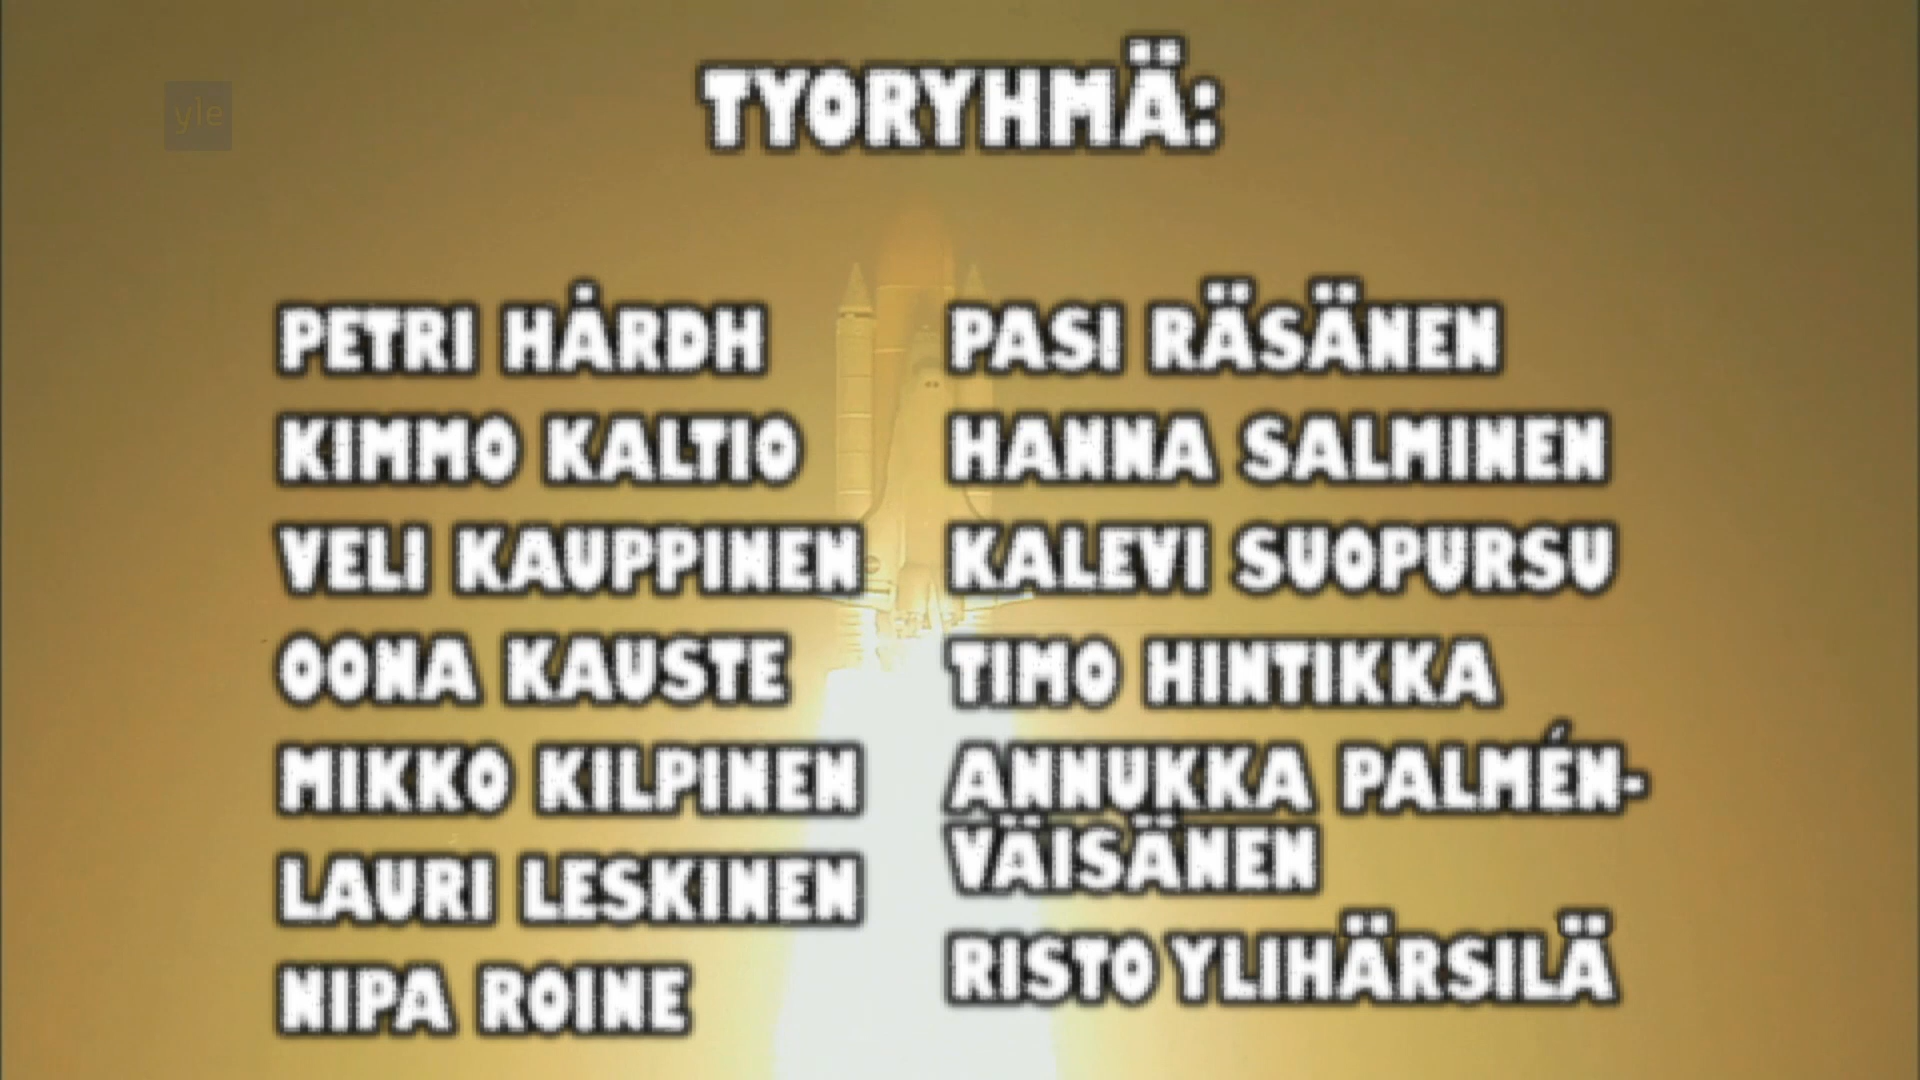 yle
TYORYHMÄ:
PETRI HÅRDH
KIMMO KALTIO
VELI KAUPPINEN
OONA KAUSTE
MIKKO KILPINEN
LAURI LESKINEN
NIPA ROINE
PASI RÄSÄNEN
HANNA SALMINEN
KALEVI SUOPURSU
TIMO HINTIKKA
ANNUKKA PALMÉN-
VÄISÄNEN
RISTO YLIHÄRSILÄ